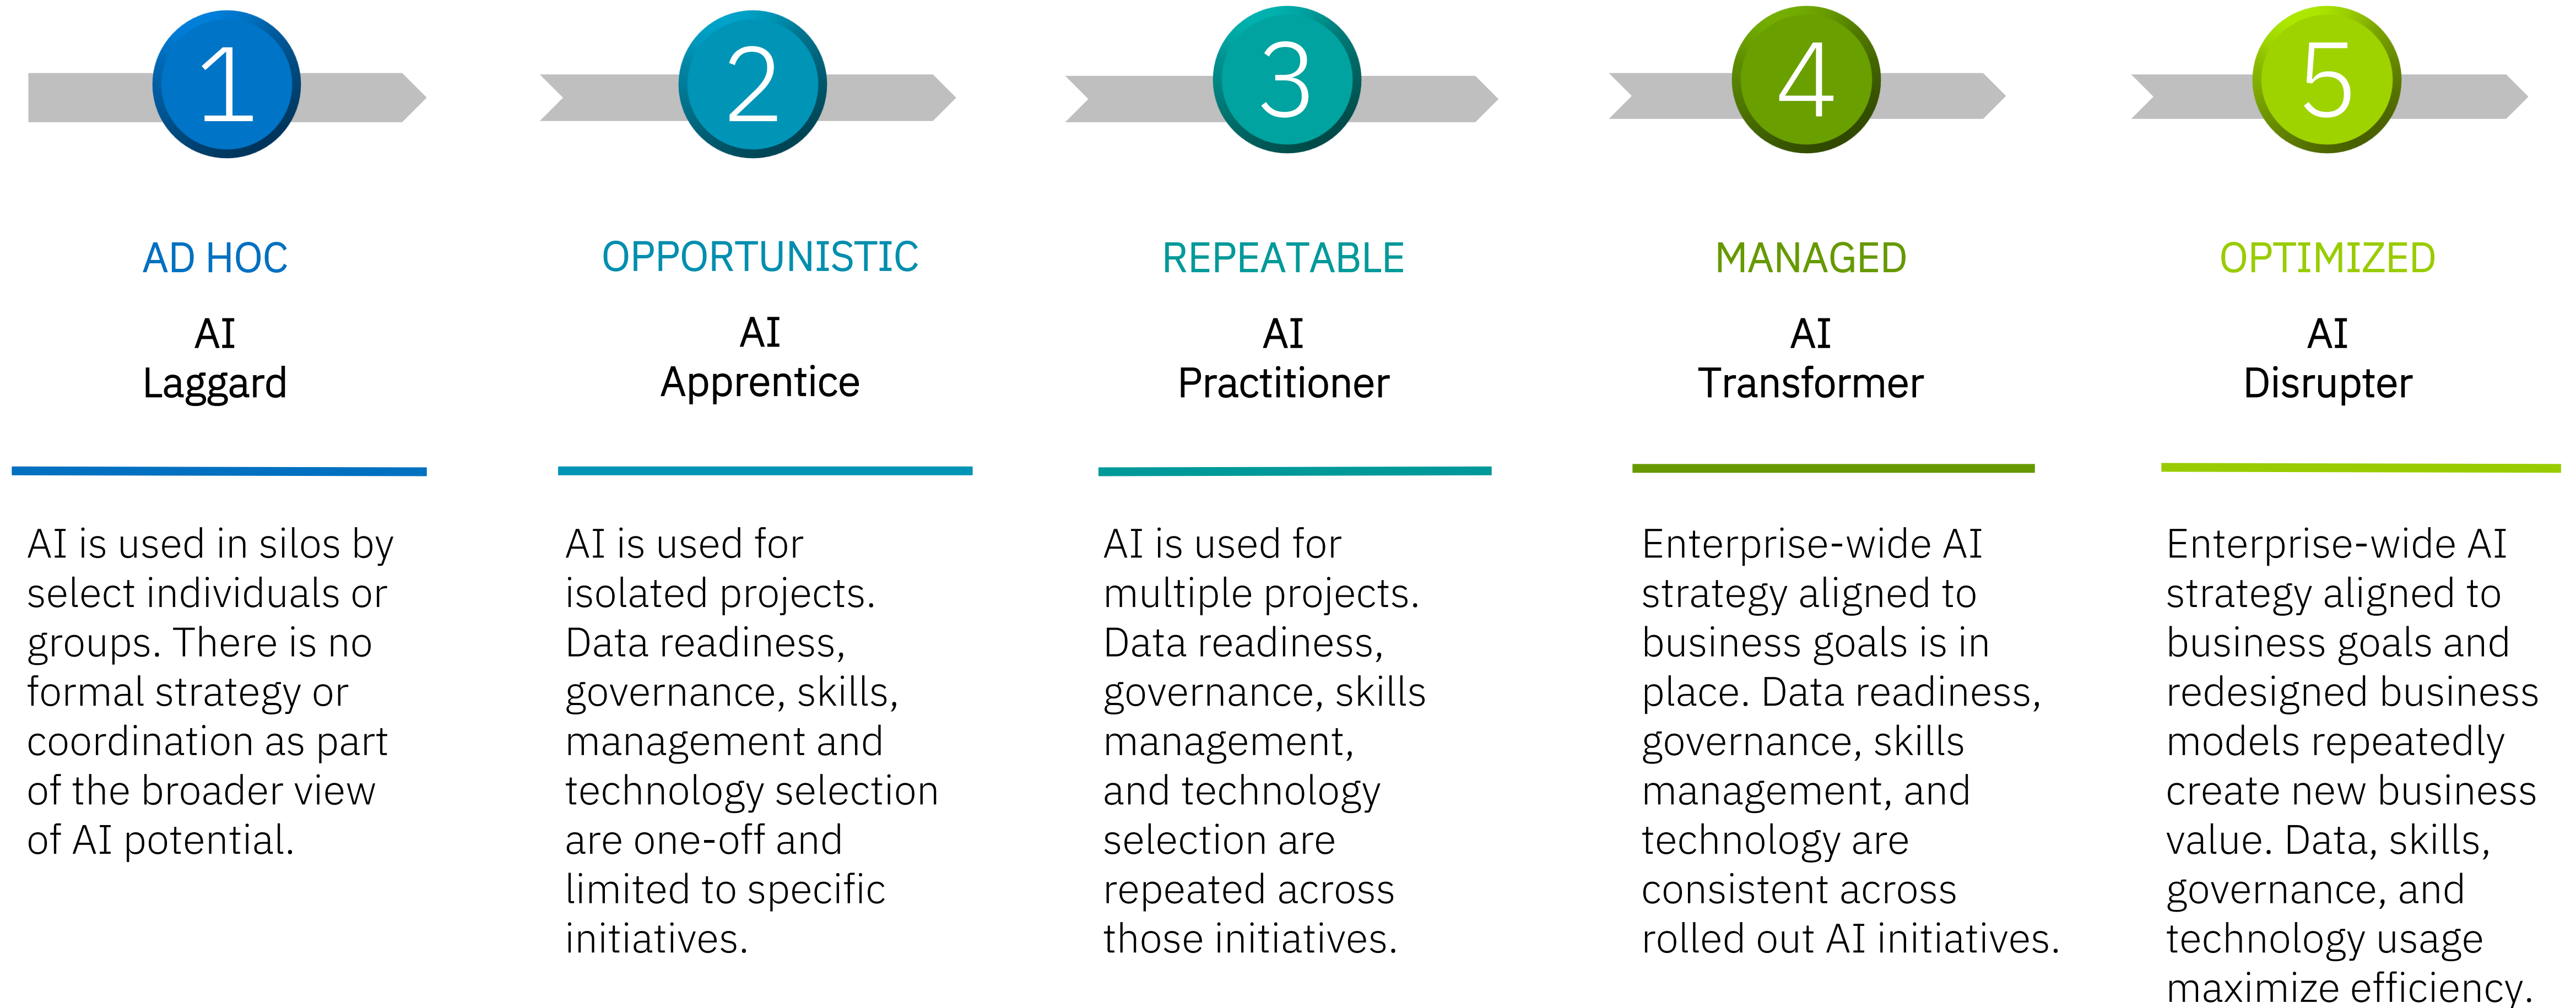 1
AD HOC
AI
Laggard
AI is used in silos by
select individuals or
groups. There is no
formal strategy or
coordination as part
of the broader view
of AI potential.
2
OPPORTUNISTIC
AI
Apprentice
AI is used for
isolated projects.
Data readiness,
governance, skills,
management and
technology selection
are one-off and
limited to specific
initiatives.
3
REPEATABLE
AI
Practitioner
AI is used for
multiple projects.
Data readiness,
governance, skills
management,
and technology
selection are
repeated across
those initiatives.
4
MANAGED
AI
Transformer
Enterprise-wide AI
strategy aligned to
business goals is in
place. Data readiness,
governance, skills
management, and
technology are
consistent across
rolled out AI initiatives.
5
OPTIMIZED
AI
Disrupter
Enterprise-wide AI
strategy aligned to
business goals and
redesigned business
models repeatedly
create new business
value. Data, skills,
governance, and
technology usage
maximize efficiency.